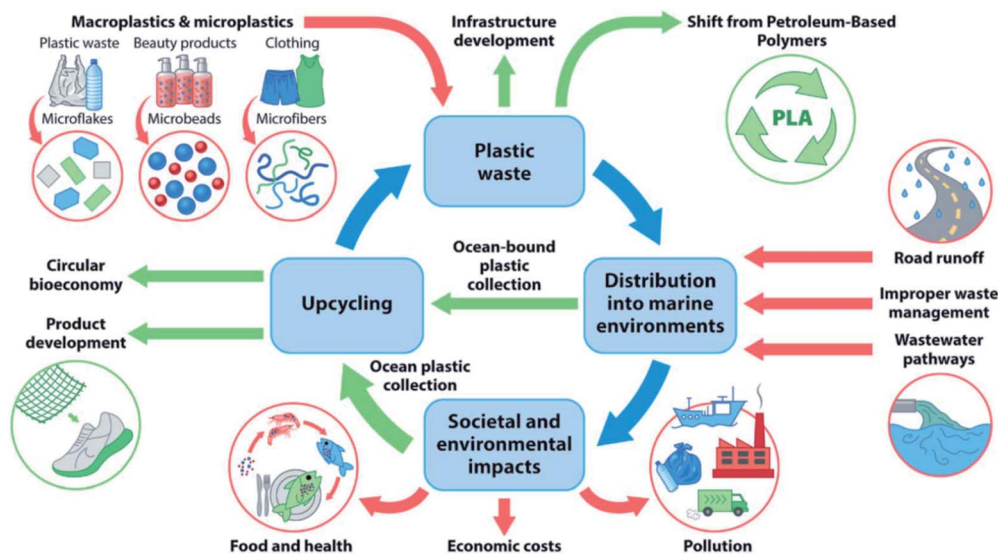 Macroplastics & microplastics
Plastic waste
Beauty products
Clothing
Microflakes
Microbeads
Microfibers
Infrastructure
development
Shift from Petroleum-Based
Polymers
PLA
Plastic
waste
Road runoff
Improper waste
management
Wastewater
pathways
Distribution
into marine
environments
Ocean-bound
plastic
collection
Upcycling
Circular
bioeconomy
Product
development
Ocean plastic
collection
Societal and
environmental
impacts
Food and health
Economic costs
Pollution